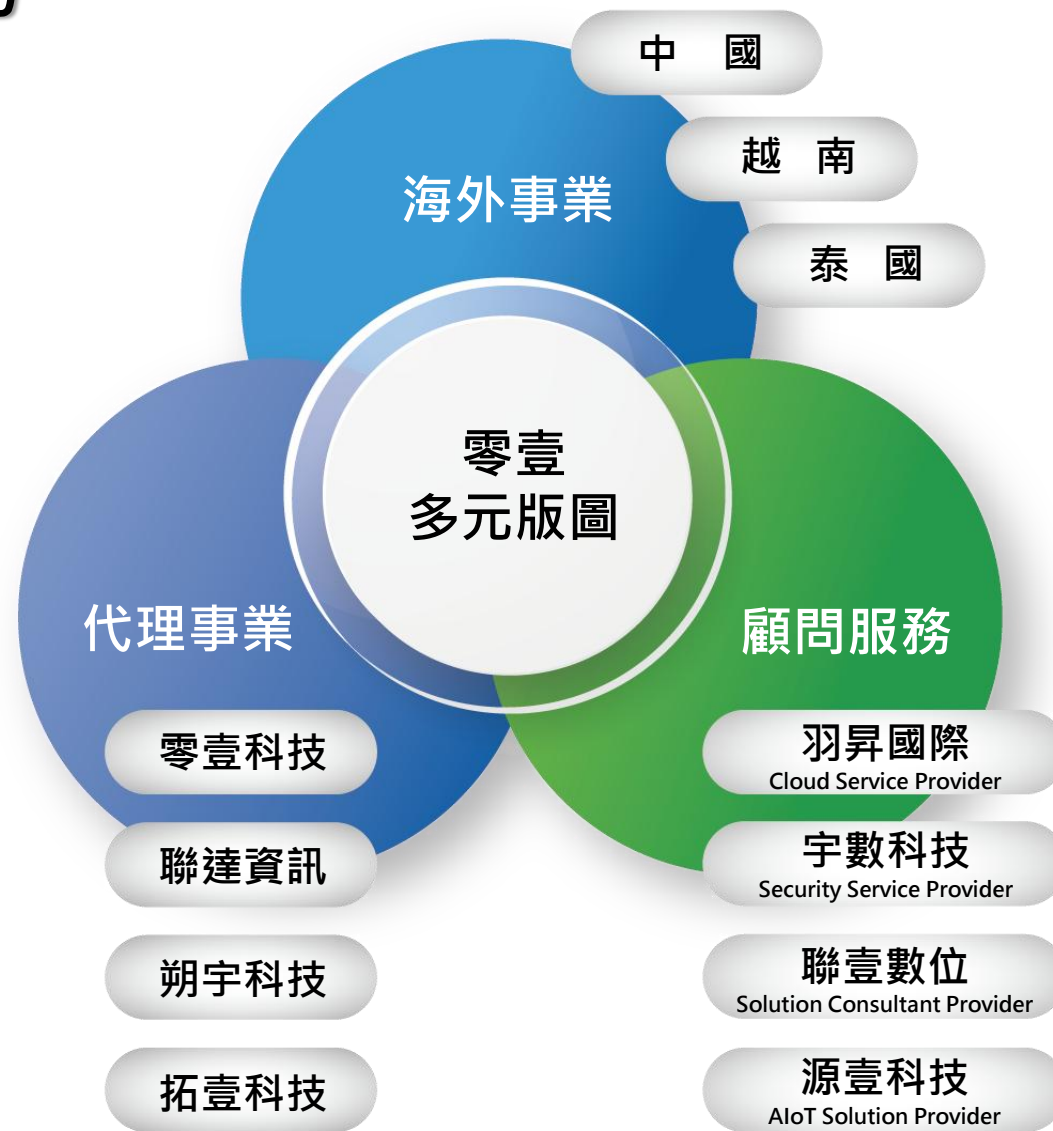 中 國
越 南
泰 國
海外事業
零壹
多元版圖
代理事業
零壹科技
聯達資訊
朔宇科技
拓壹科技
顧問服務
羽昇國際
Cloud Service Provider
宇數科技
Security Service Provider
聯壹數位
Solution Consultant Provider
源壹科技
AIoT Solution Provider